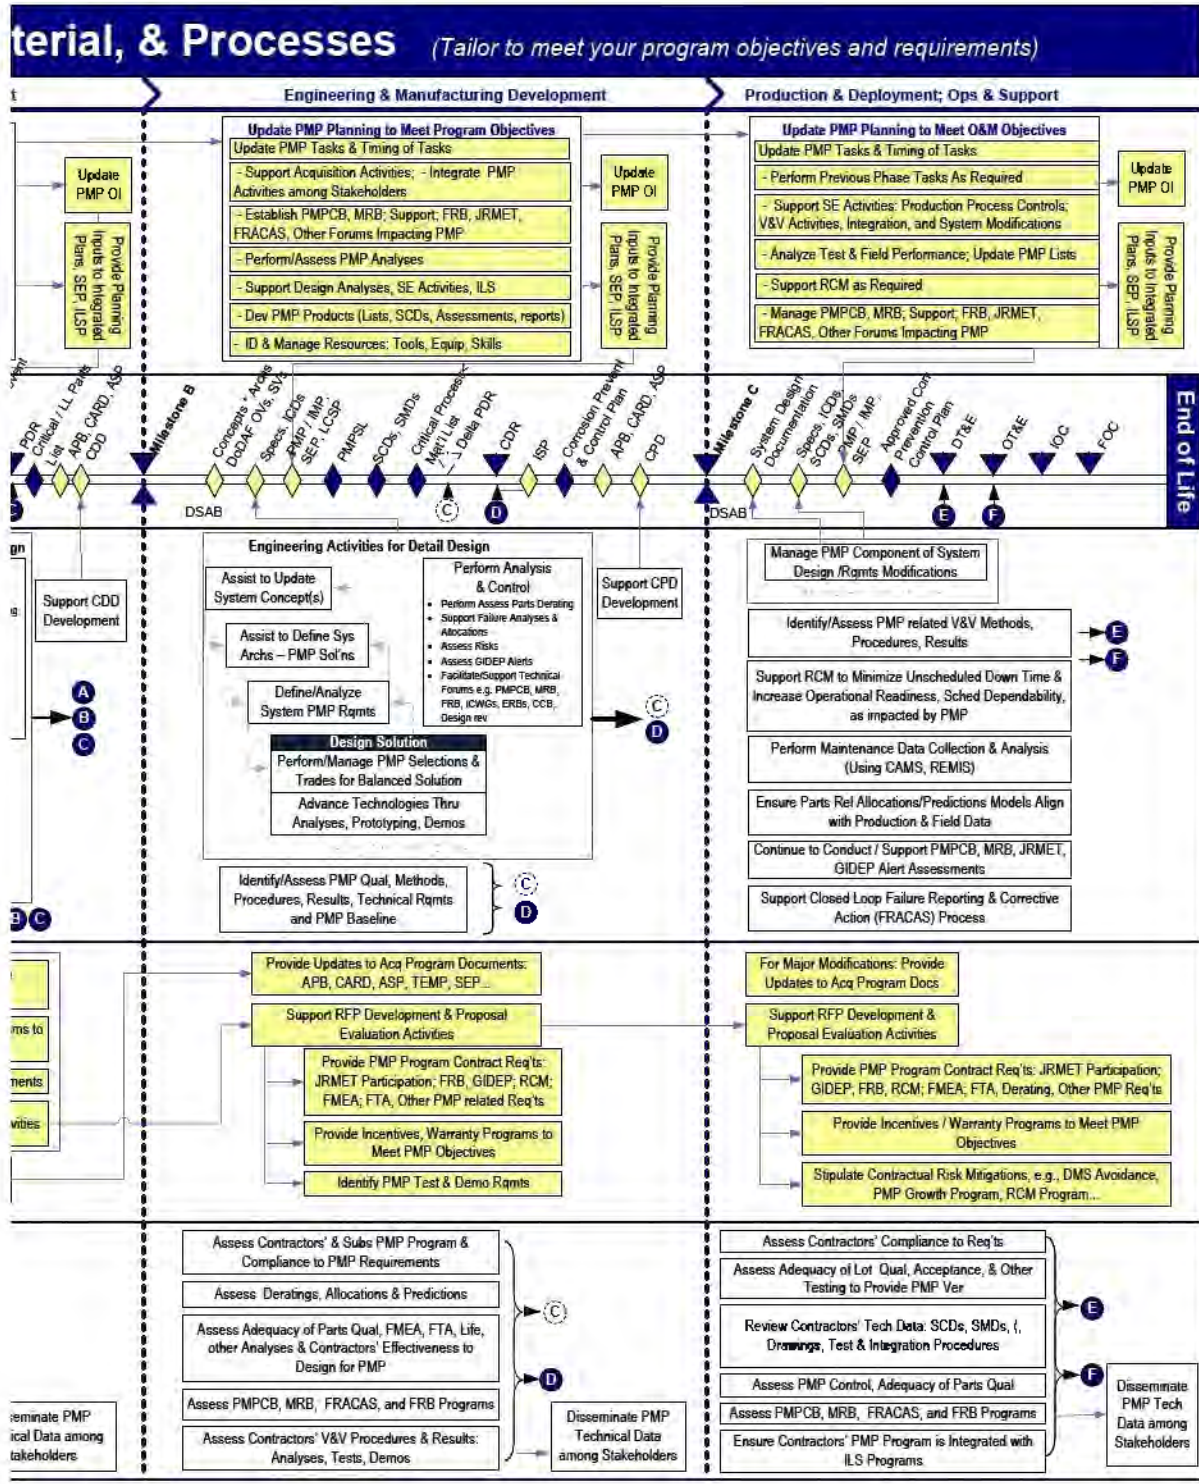 terial, & Processes (Tailor to meet your program objectives and requirements)
t
Engineering & Manufacturing Development
Production & Deployment; Ops & Support
Update
PMP OI
Provide Planning
Inputs to Integrated
Plans, SEP, ILSP
Update PMP Planning to Meet Program Objectives
Update PMP Tasks & Timing of Tasks
- Support Acquisition Activities; - Integrate PMP
Activities among Stakeholders
- Establish PMPCB, MRB; Support; FRB, JRMET,
FRACAS, Other Forums Impacting PMP
- Perform/Assess PMP Analyses
- Support Design Analyses, SE Activities, ILS
- Dev PMP Products (Lists, SCDs, Assessments, reports)
- ID & Manage Resources: Tools, Equip, Skills
Update
PMP OI
Provide Planning
Inputs to Integrated
Plans, SEP, ILSP
Update PMP Planning to Meet O&M Objectives
Update PMP Tasks & Timing of Tasks
- Perform Previous Phase Tasks As Required
- Support SE Activities: Production Process Controls;
V&V Activities, Integration, and System Modifications
- Analyze Test & Field Performance; Update PMP Lists
- Support RCM as Required
- Manage PMPCB, MRB; Support; FRB, JRMET,
FRACAS, Other Forums Impacting PMP
Update
PMP OI
Provide Planning
Inputs to Integrated
Plans, SEP, ILSP
vent
PDR
Critical / LL Parts
List
APB, CARD, ASP
CDD
Milestone B
Concepts * Archs
DoDAF OVs, SVs
Specs, ICDs
PMP / IMP,
SEP, LCSP
PMPSL
SCDs, SMDs
Critical Process
Mat'l List
Delta PDR
CDR
ISP
Corrosion Prevent
& Control Plan
APB, CARD, ASP
CPD
Milestone C
System Design
Documentation
Specs, ICDs,
SCDs, SMDs
PMP / IMP,
SEP
Approved Corr
Prevention
Control Plan
DT&E
OT&E
IOC
FOC
End of Life
DSAB
C
D
DSAB
E
F
gn
Support CDD
Development
A
B
C
B C
Engineering Activities for Detail Design
Assist to Update
System Concept(s)
Assist to Define Sys
Archs – PMP Sol'ns
Define/Analyze
System PMP Rqmts
Design Solution
Perform/Manage PMP Selections &
Trades for Balanced Solution
Advance Technologies Thru
Analyses, Prototyping, Demos
Perform Analysis
& Control
• Perform Assess Parts Derating
• Support Failure Analyses &
Allocations
• Assess Risks
• Assess GIDEP Alerts
• Facilitate/Support Technical
Forums e.g. PMPCB, MRB,
FRB, ICWGs, ERBs, CCB,
Design rev
Support CPD
Development
C
D
Identify/Assess PMP Qual, Methods,
Procedures, Results, Technical Rqmts
and PMP Baseline
C
D
Manage PMP Component of System
Design /Rqmts Modifications
Identify/Assess PMP related V&V Methods,
Procedures, Results
E
F
Support RCM to Minimize Unscheduled Down Time &
Increase Operational Readiness, Sched Dependability,
as impacted by PMP
Perform Maintenance Data Collection & Analysis
(Using CAMS, REMIS)
Ensure Parts Rel Allocations/Predictions Models Align
with Production & Field Data
Continue to Conduct / Support PMPCB, MRB, JRMET,
GIDEP Alert Assessments
Support Closed Loop Failure Reporting & Corrective
Action (FRACAS) Process
ms to
ments
vities
Provide Updates to Acq Program Documents:
APB, CARD, ASP, TEMP, SEP...
Support RFP Development & Proposal
Evaluation Activities
Provide PMP Program Contract Req'ts:
JRMET Participation; FRB, GIDEP; RCM;
FMEA; FTA, Other PMP related Req'ts
Provide Incentives, Warranty Programs to
Meet PMP Objectives
Identify PMP Test & Demo Rqmts
For Major Modifications: Provide
Updates to Acq Program Docs
Support RFP Development &
Proposal Evaluation Activities
Provide PMP Program Contract Req'ts: JRMET Participation;
GIDEP; FRB, RCM; FMEA; FTA, Derating, Other PMP Req'ts
Provide Incentives / Warranty Programs to Meet PMP
Objectives
Stipulate Contractual Risk Mitigations, e.g., DMS Avoidance,
PMP Growth Program, RCM Program...
seminate PMP
ical Data among
takeholders
Assess Contractors' & Subs PMP Program &
Compliance to PMP Requirements
Assess Deratings, Allocations & Predictions
Assess Adequacy of Parts Qual, FMEA, FTA, Life,
other Analyses & Contractors' Effectiveness to
Design for PMP
Assess PMPCB, MRB, FRACAS, and FRB Programs
Assess Contractors' V&V Procedures & Results:
Analyses, Tests, Demos
C
D
Disseminate PMP
Technical Data
among Stakeholders
Assess Contractors' Compliance to Req'ts
Assess Adequacy of Lot Qual, Acceptance, & Other
Testing to Provide PMP Ver
Review Contractors' Tech Data: SCDs, SMDs, (,
Drawings, Test & Integration Procedures
Assess PMP Control, Adequacy of Parts Qual
Assess PMPCB, MRB, FRACAS, and FRB Programs
Ensure Contractors' PMP Program is Integrated with
ILS Programs
E
F
Disseminate
PMP Tech
Data among
Stakeholders